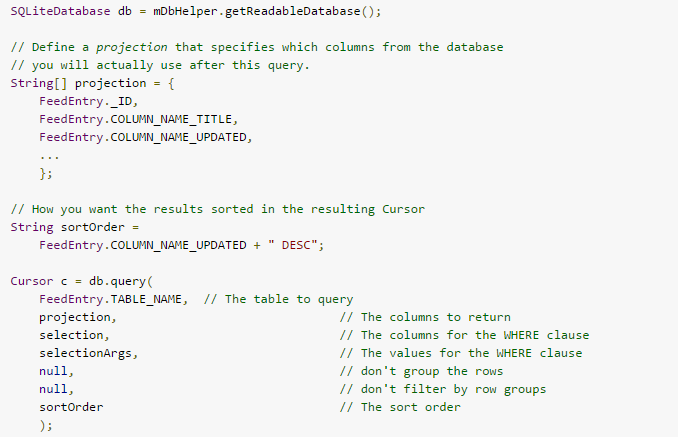 SQLiteDatabase db = mDbHelper.getReadableDatabase();

// Define a projection that specifies which columns from the database
// you will actually use after this query.
String[] projection = {
    FeedEntry._ID,
    FeedEntry.COLUMN_NAME_TITLE,
    FeedEntry.COLUMN_NAME_UPDATED,
    ...
    };

// How you want the results sorted in the resulting Cursor
String sortOrder =
    FeedEntry.COLUMN_NAME_UPDATED + " DESC";

Cursor c = db.query(
    FeedEntry.TABLE_NAME,  // The table to query
    projection,                               // The columns to return
    selection,                                // The columns for the WHERE clause
    selectionArgs,                            // The values for the WHERE clause
    null,                                     // don't group the rows
    null,                                     // don't filter by row groups
    sortOrder                                 // The sort order
    );